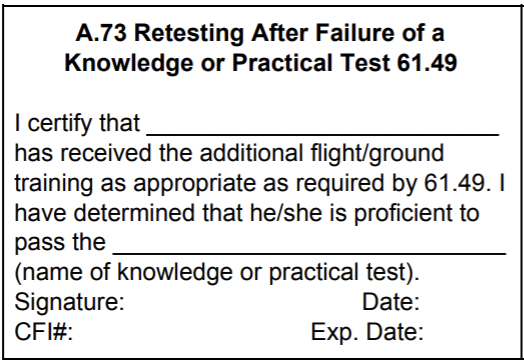 A.73 Retesting After Failure of a
Knowledge or Practical Test 61.49
I certify that ____________________________
has received the additional flight/ground
training as appropriate as required by 61.49. I
have determined that he/she is proficient to
pass the _______________________________
(name of knowledge or practical test).
Signature: Date:
CFI#: Exp. Date: